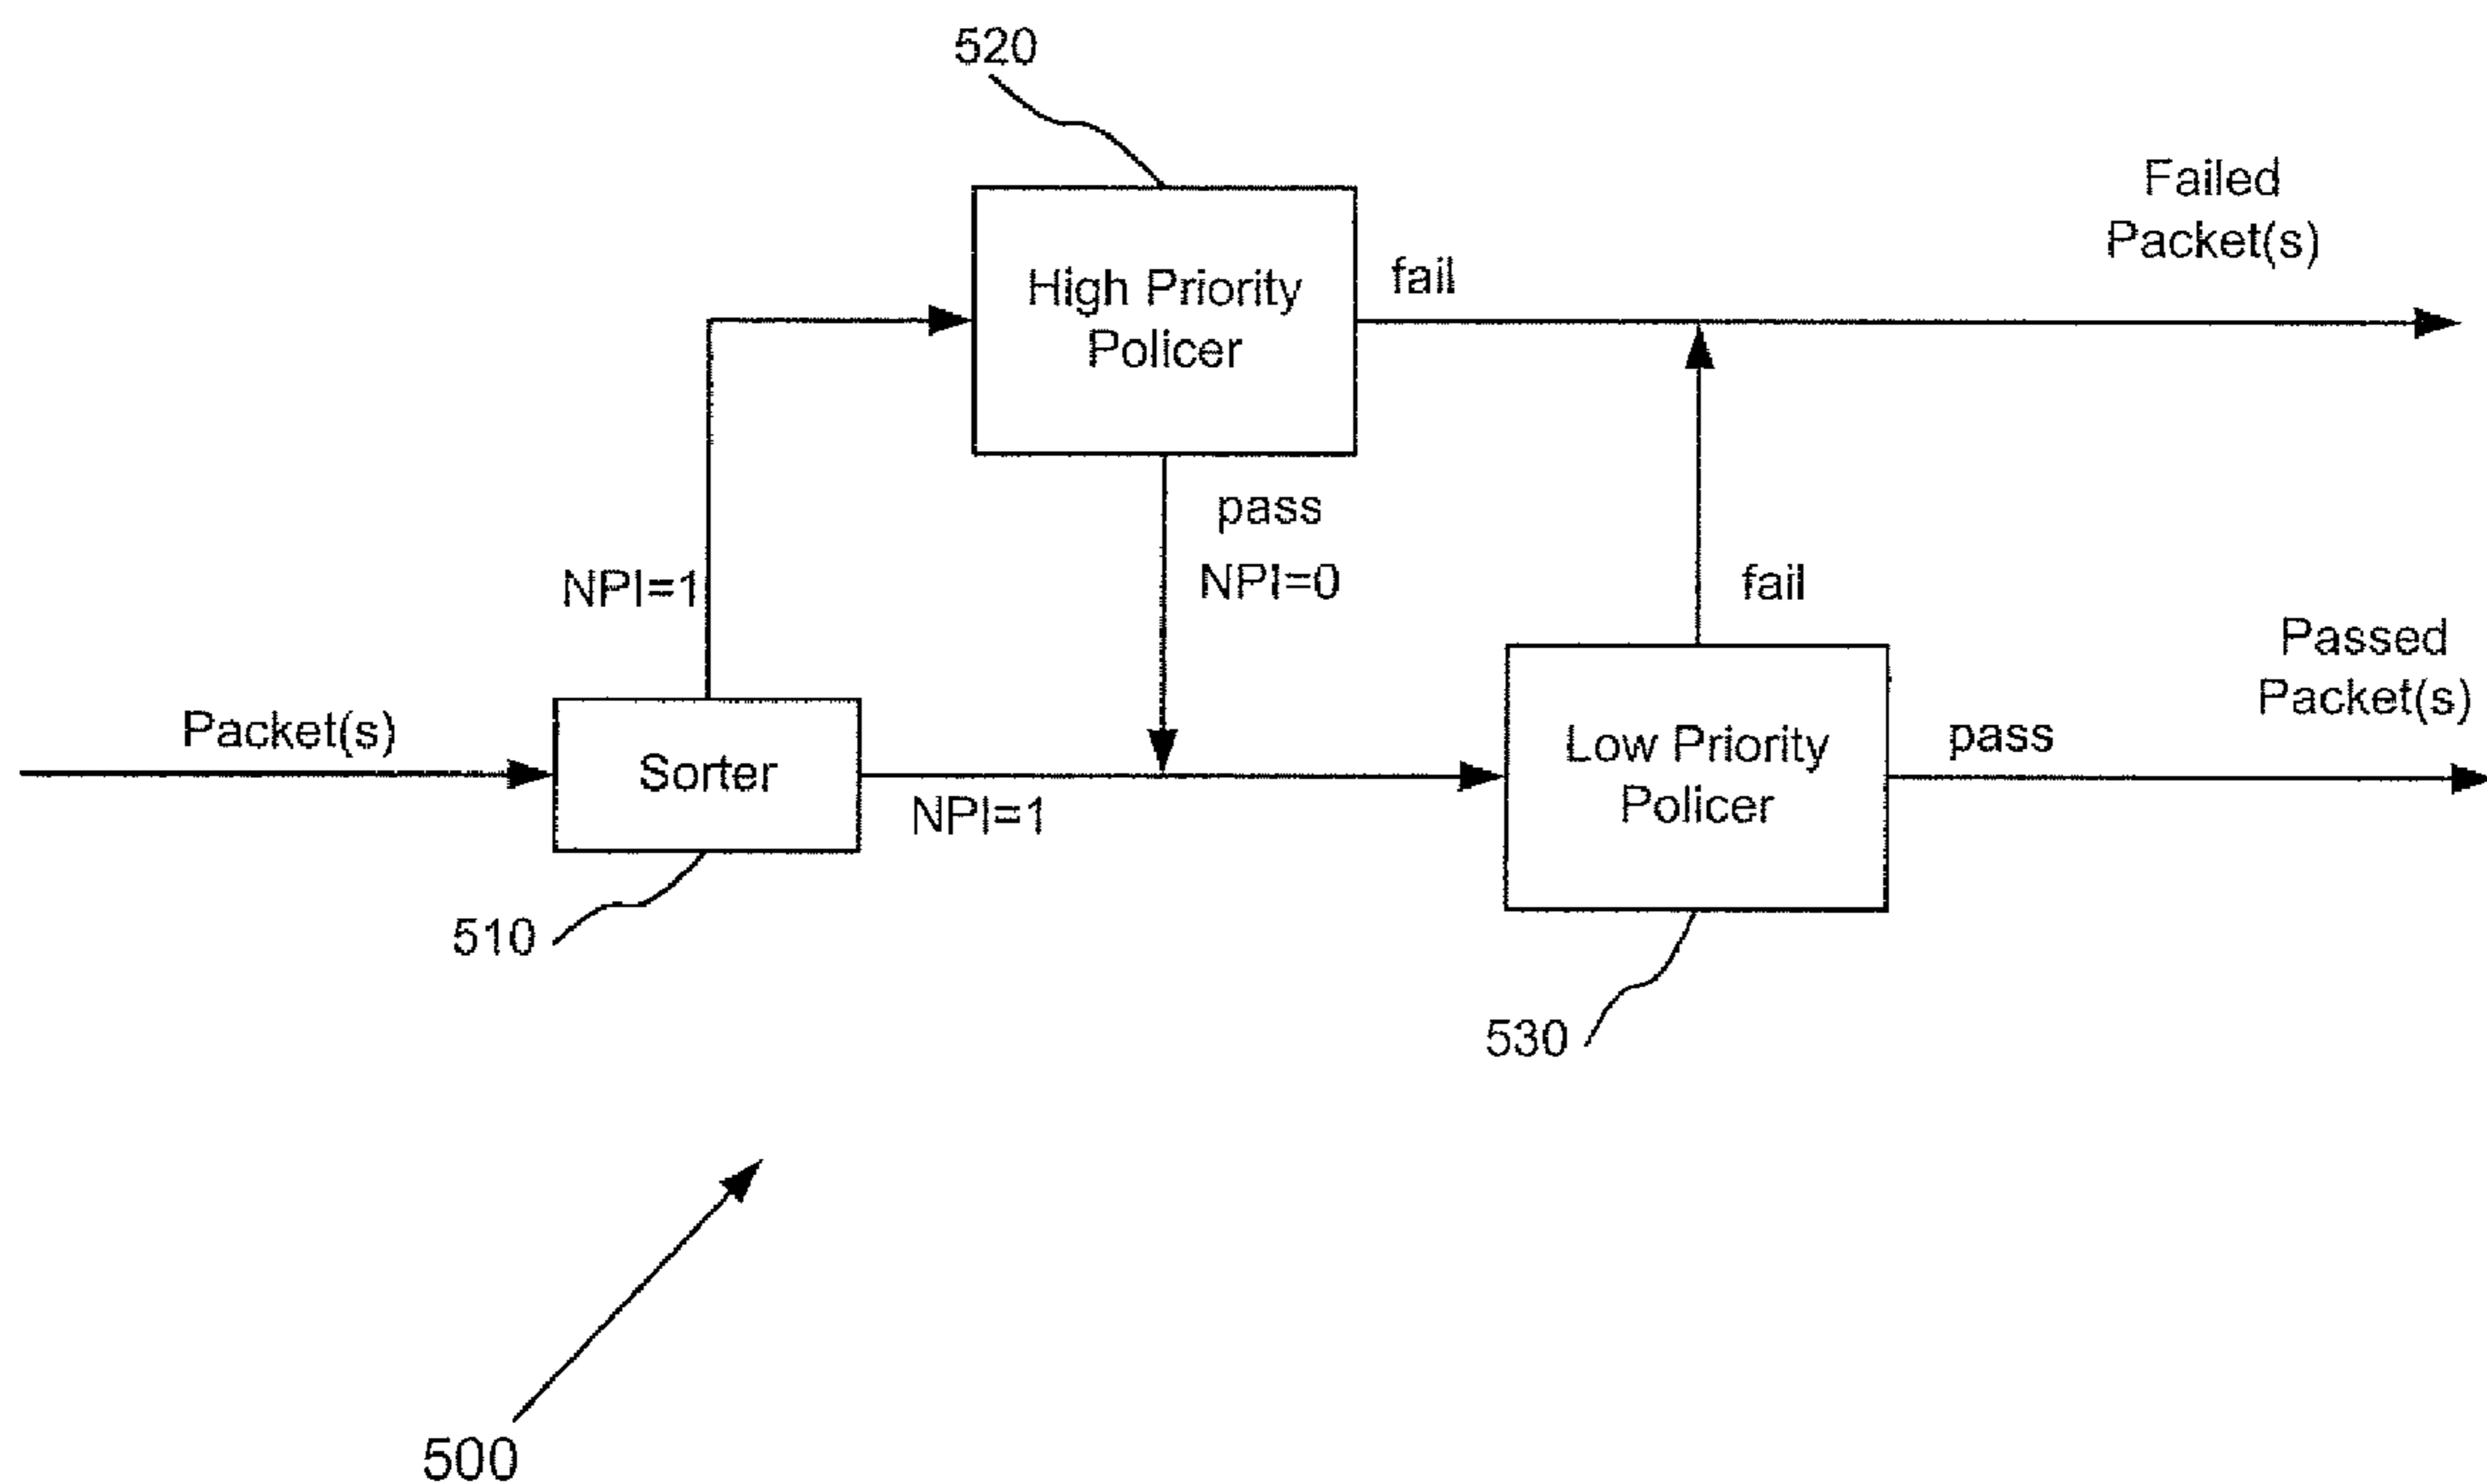 520
Failed
Packet(s)
High Priority
Policer
fail
pass
NPI=0
NPI=1
fail
Passed
Packet(s)
Packet(s)
Sorter
NPI=1
Low Priority
Policer
pass
510
530
500